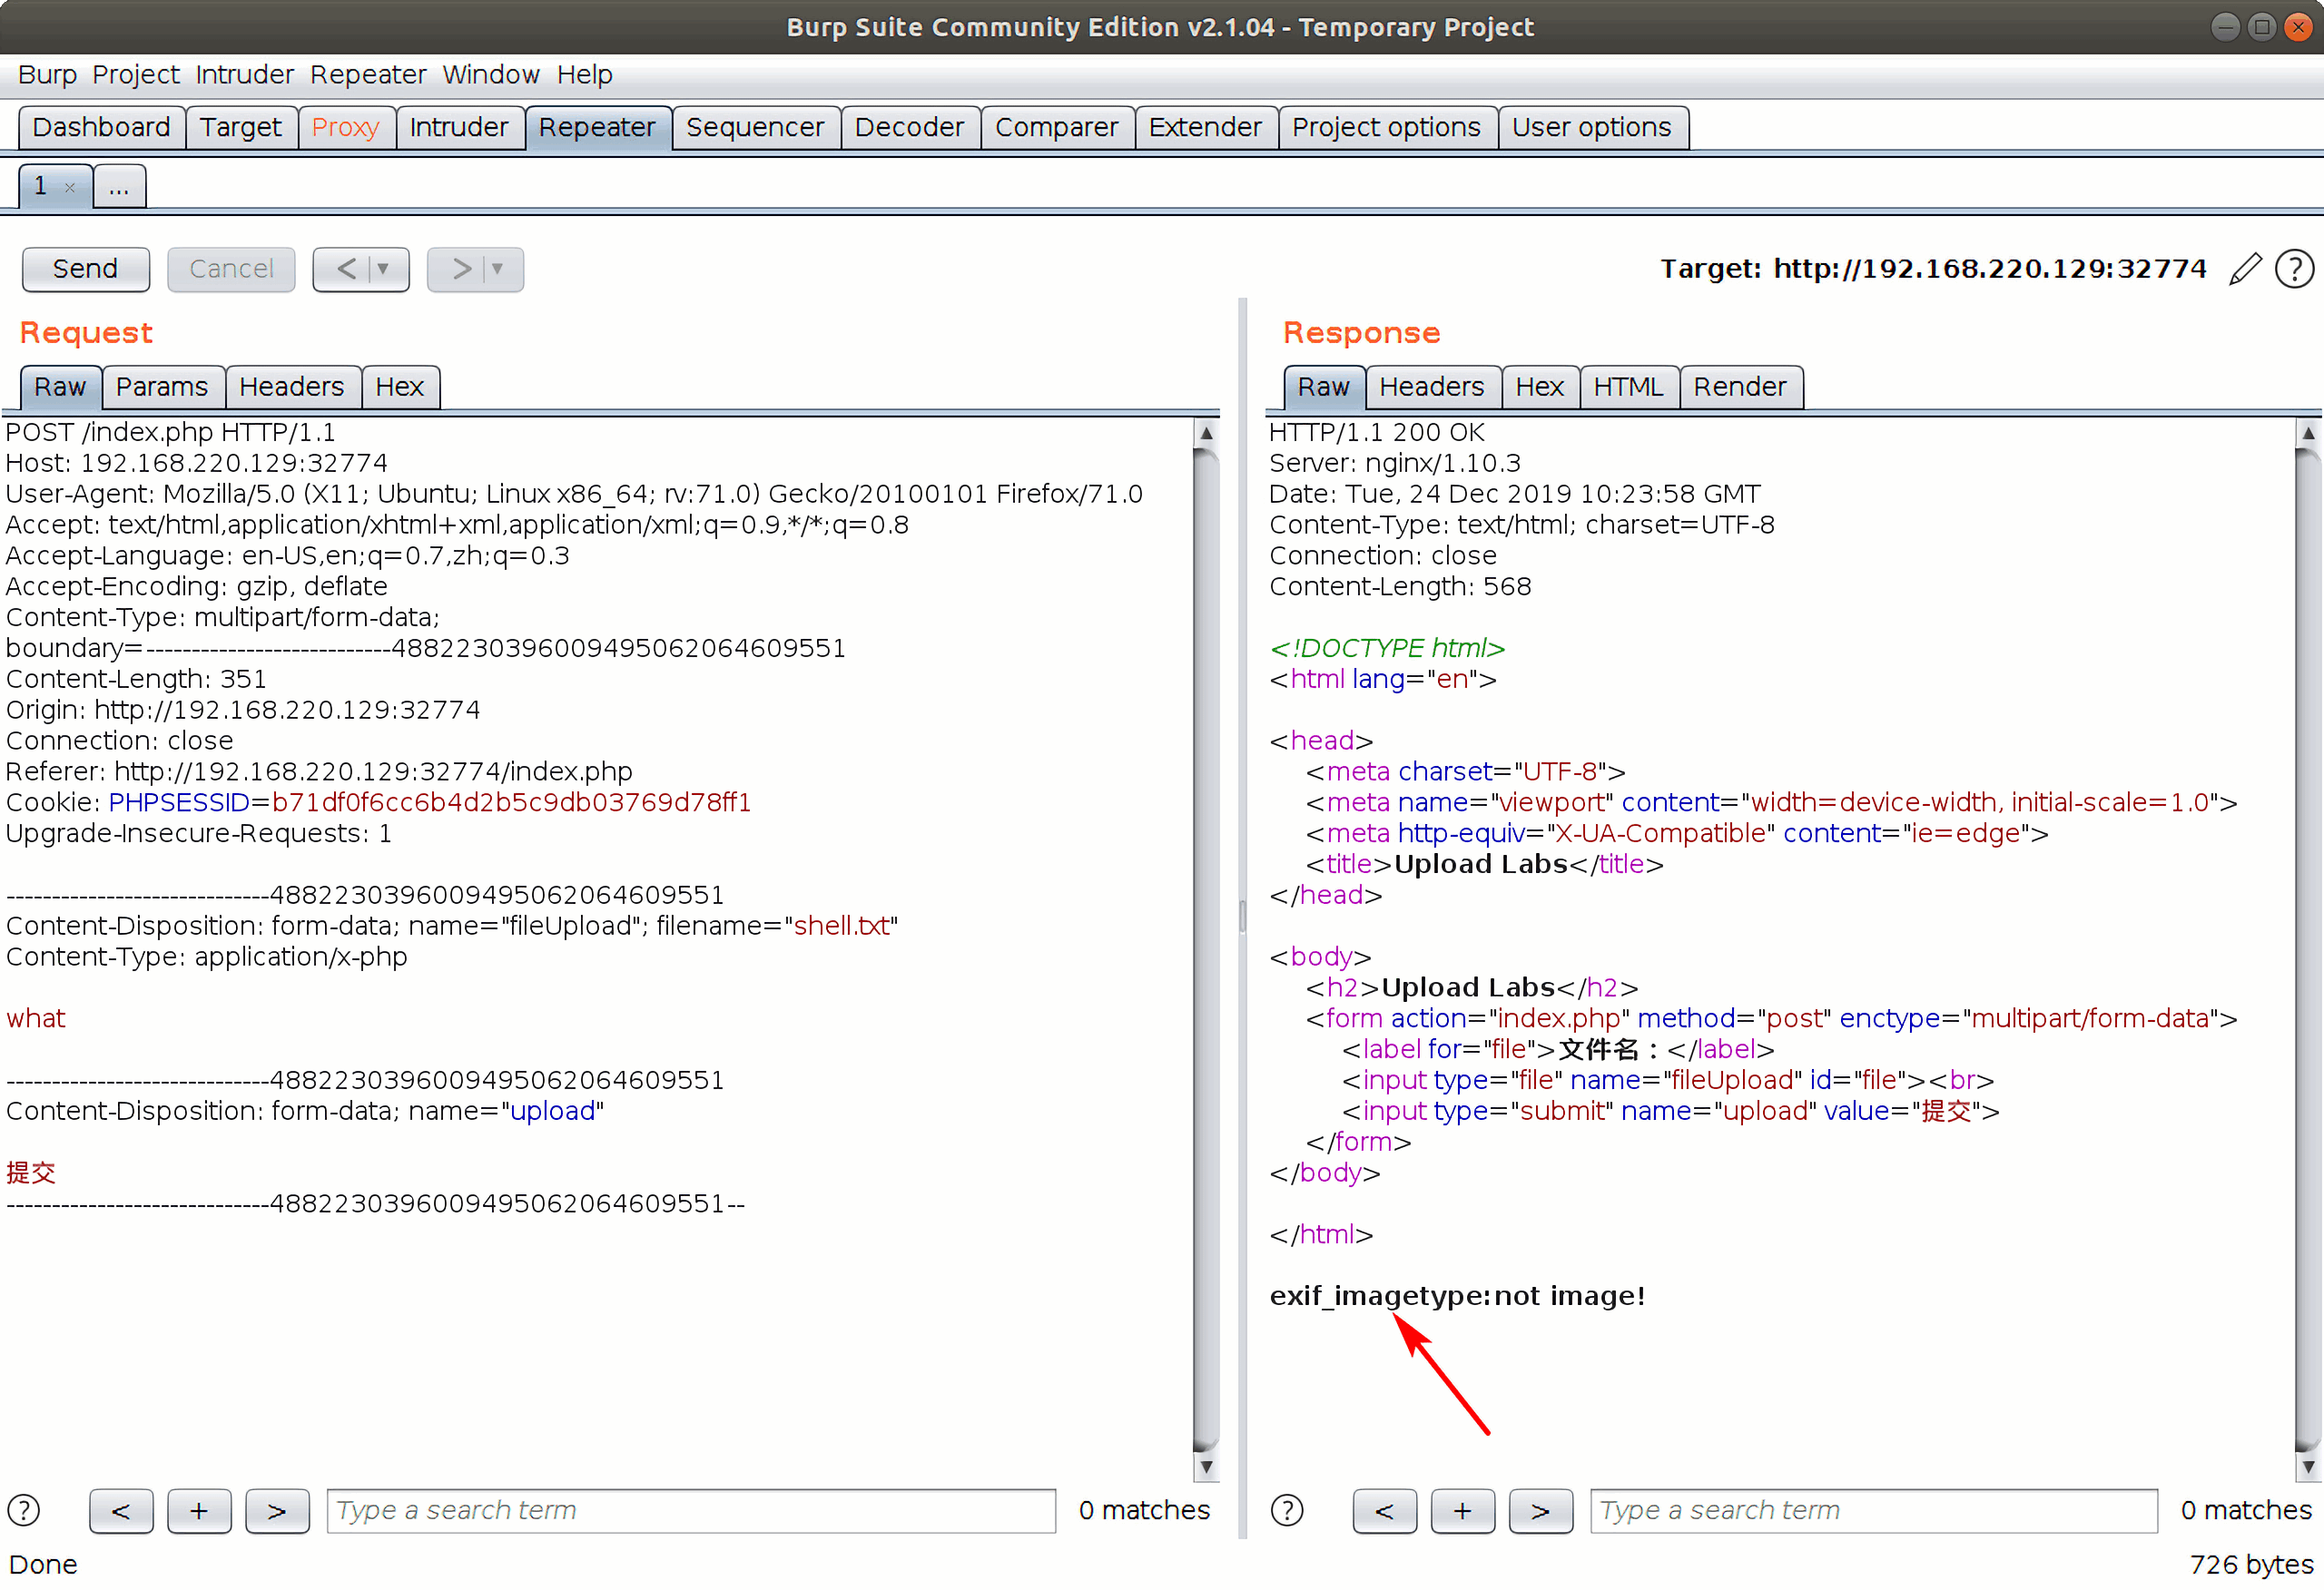 Burp Suite Community Edition v2.1.04 - Temporary Project
Burp Project Intruder Repeater Window Help
Dashboard Target Proxy Intruder Repeater Sequencer Decoder Comparer Extender Project options User options
1 × ...
Send Cancel < ▼ > ▼ Target: http://192.168.220.129:32774 ?
Request
Raw Params Headers Hex
POST /index.php HTTP/1.1
Host: 192.168.220.129:32774
User-Agent: Mozilla/5.0 (X11; Ubuntu; Linux x86_64; rv:71.0) Gecko/20100101 Firefox/71.0
Accept: text/html,application/xhtml+xml,application/xml;q=0.9,*/*;q=0.8
Accept-Language: en-US,en;q=0.7,zh;q=0.3
Accept-Encoding: gzip, deflate
Content-Type: multipart/form-data;
boundary=---------------------------4882230396009495062064609551
Content-Length: 351
Origin: http://192.168.220.129:32774
Connection: close
Referer: http://192.168.220.129:32774/index.php
Cookie: PHPSESSID=b71df0f6cc6b4d2b5c9db03769d78ff1
Upgrade-Insecure-Requests: 1
-----------------------------4882230396009495062064609551
Content-Disposition: form-data; name="fileUpload"; filename="shell.txt"
Content-Type: application/x-php
what
-----------------------------4882230396009495062064609551
Content-Disposition: form-data; name="upload"
提交
-----------------------------4882230396009495062064609551--
? < + > Type a search term 0 matches
Response
Raw Headers Hex HTML Render
HTTP/1.1 200 OK
Server: nginx/1.10.3
Date: Tue, 24 Dec 2019 10:23:58 GMT
Content-Type: text/html; charset=UTF-8
Connection: close
Content-Length: 568
<!DOCTYPE html>
<html lang="en">
<head>
<meta charset="UTF-8">
<meta name="viewport" content="width=device-width, initial-scale=1.0">
<meta http-equiv="X-UA-Compatible" content="ie=edge">
<title>Upload Labs</title>
</head>
<body>
<h2>Upload Labs</h2>
<form action="index.php" method="post" enctype="multipart/form-data">
<label for="file">文件名：</label>
<input type="file" name="fileUpload" id="file"><br>
<input type="submit" name="upload" value="提交">
</form>
</body>
</html>
exif_imagetype:not image!
? < + > Type a search term 0 matches
Done 726 bytes